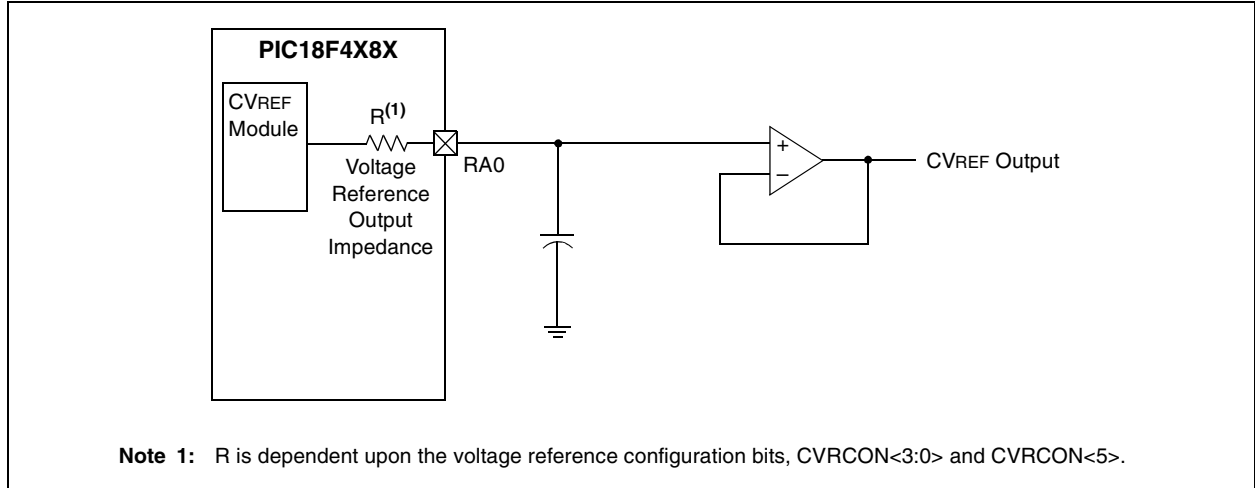 PIC18F4X8X
CVREF
Module
R(1)
Voltage
Reference
Output
Impedance
RA0
+
–
CVREF Output
Note 1: R is dependent upon the voltage reference configuration bits, CVRCON<3:0> and CVRCON<5>.